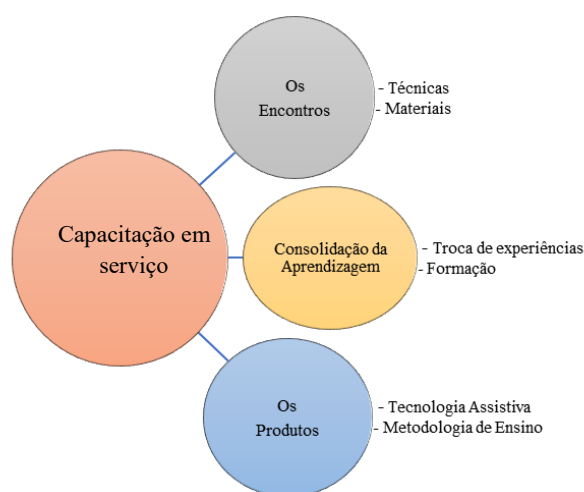 Os
Encontros
- Técnicas
- Materiais
Capacitação em
serviço
Consolidação da
Aprendizagem
- Troca de experiências
- Formação
Os
Produtos
- Tecnologia Assistiva
- Metodologia de Ensino